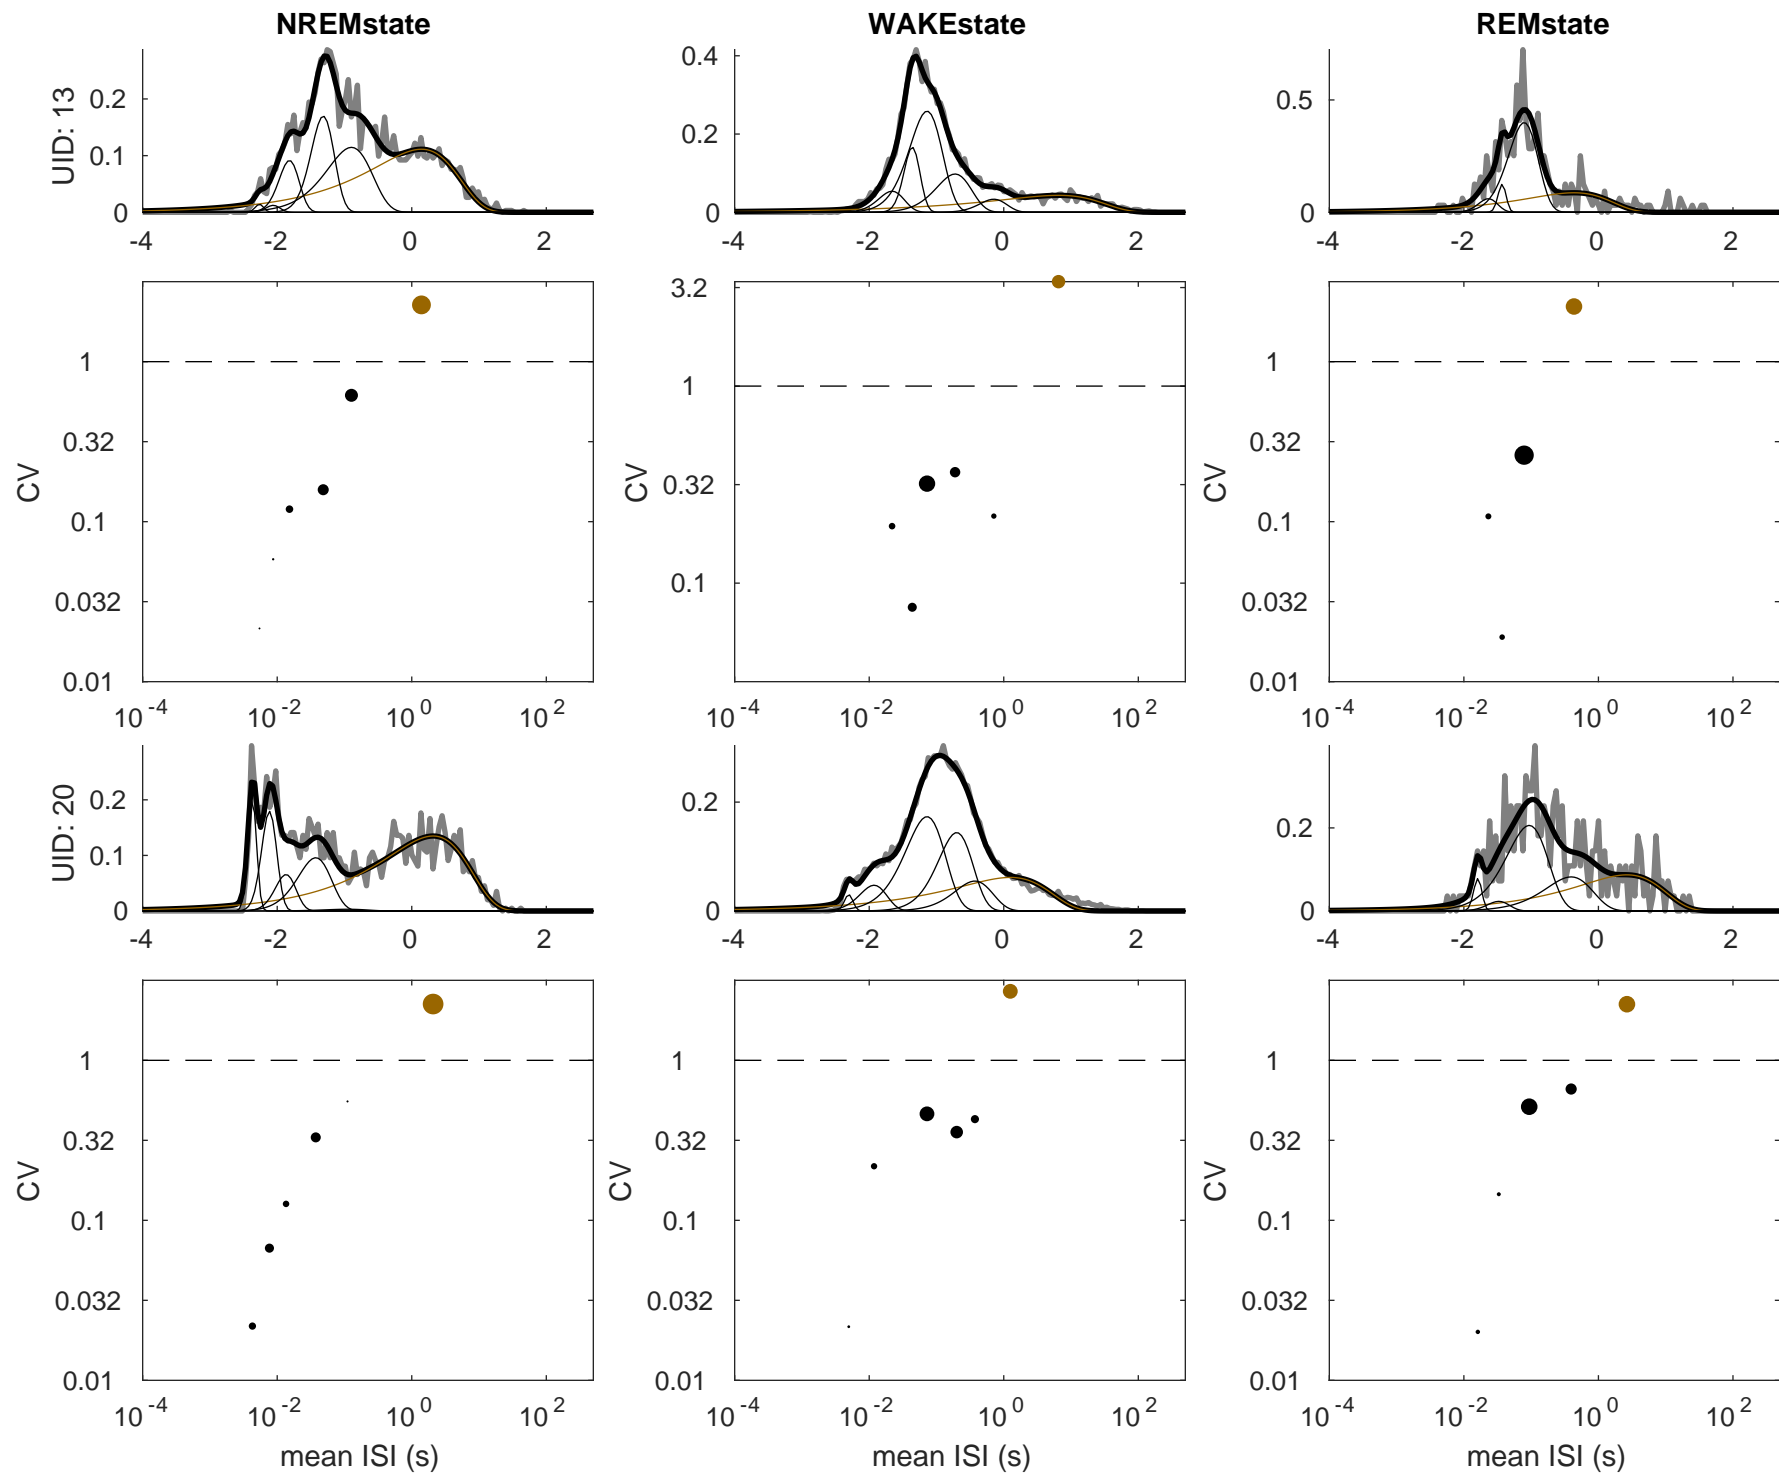 NREMstate WAKEstate REMstate
UID: 13
0.2 0.1 0
0.4 0.2 0
0.5 0
-4 -2 0 2 -4 -2 0 2 -4 -2 0 2
CV 1 0.32 0.1 0.032 0.01
CV 3.2 1 0.32 0.1
CV 1 0.32 0.1 0.032 0.01
10^-4 10^-2 10^0 10^2 10^-4 10^-2 10^0 10^2 10^-4 10^-2 10^0 10^2
UID: 20
0.2 0.1 0
0.2 0
0.2 0
-4 -2 0 2 -4 -2 0 2 -4 -2 0 2
CV 1 0.32 0.1 0.032 0.01
CV 1 0.32 0.1 0.032 0.01
CV 1 0.32 0.1 0.032 0.01
10^-4 10^-2 10^0 10^2 10^-4 10^-2 10^0 10^2 10^-4 10^-2 10^0 10^2
mean ISI (s) mean ISI (s) mean ISI (s)